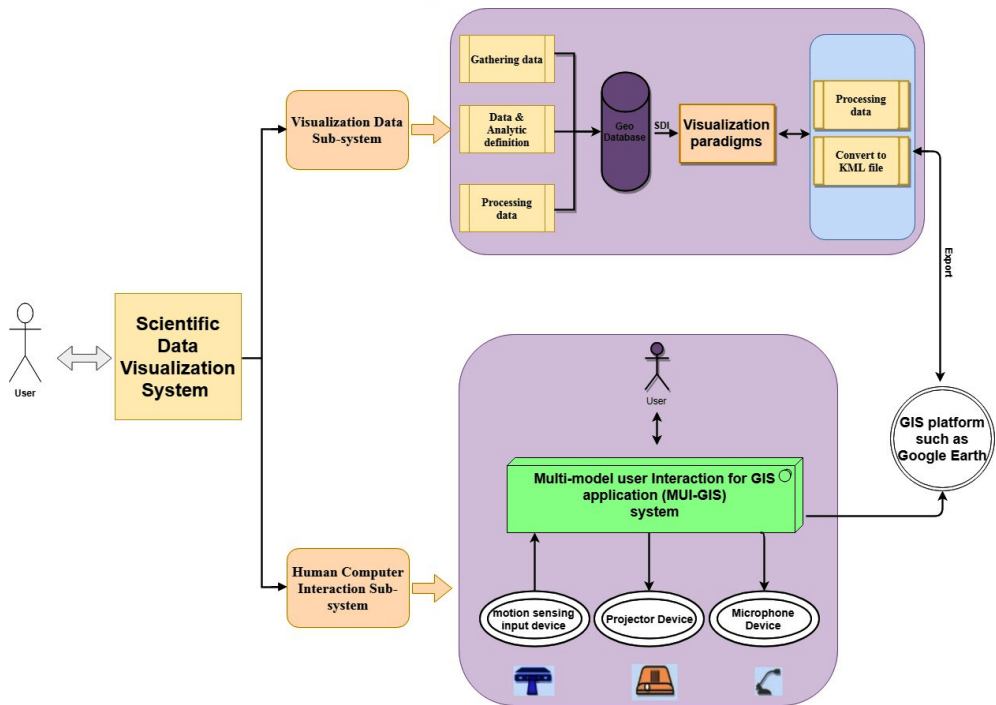 Gathering data
Data &
Analytic
definition
Processing
data
Geo
Database
SDI
Visualization
paradigms
Processing
data
Convert to
KML file
Visualization Data
Sub-system
Export
User
Scientific
Data
Visualization
System
User
GIS platform
such as
Google Earth
Multi-model user Interaction for GIS
application (MUI-GIS)
system
Human Computer
Interaction Sub-
system
motion sensing
input device
Projector Device
Microphone
Device